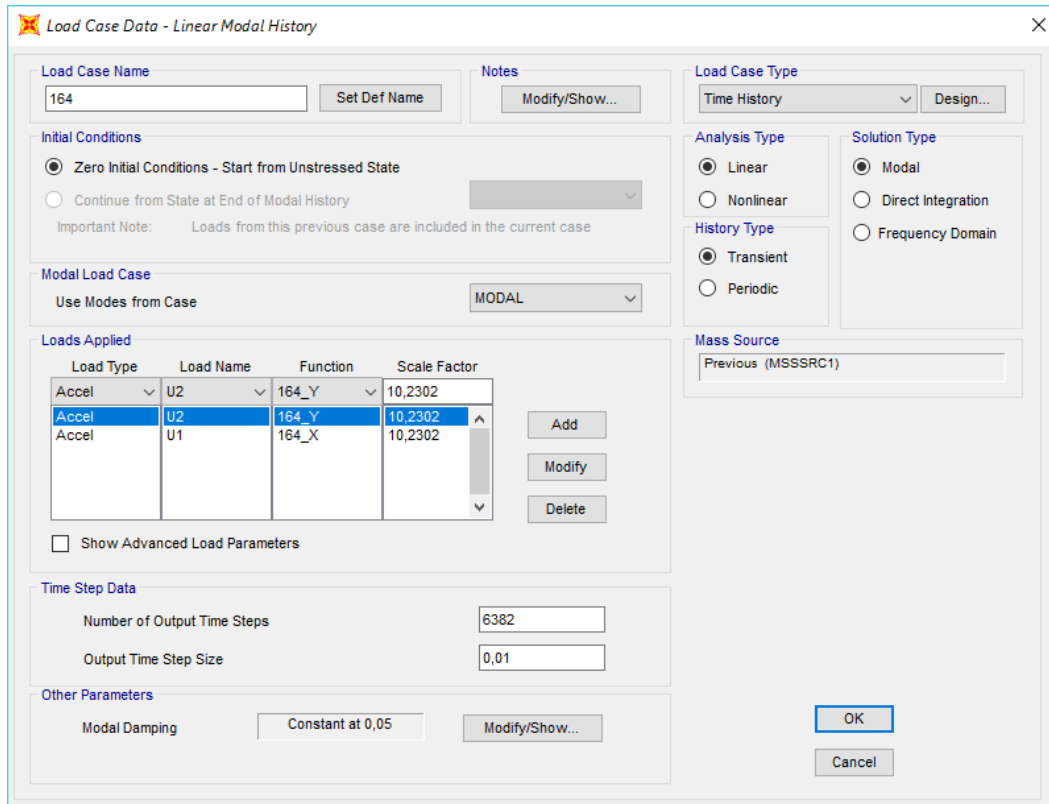 Load Case Data - Linear Modal History
Load Case Name
164
Set Def Name
Notes
Modify/Show...
Load Case Type
Time History
Design...
Initial Conditions
Zero Initial Conditions - Start from Unstressed State
Continue from State at End of Modal History
Important Note: Loads from this previous case are included in the current case
Analysis Type
Linear
Nonlinear
Solution Type
Modal
Direct Integration
Frequency Domain
History Type
Transient
Periodic
Modal Load Case
Use Modes from Case
MODAL
Loads Applied
Load Type Load Name Function Scale Factor
Accel U2 164_Y 10,2302
Accel U2 164_Y 10,2302
Accel U1 164_X 10,2302
Add
Modify
Delete
Show Advanced Load Parameters
Mass Source
Previous (MSSSRC1)
Time Step Data
Number of Output Time Steps 6382
Output Time Step Size 0,01
Other Parameters
Modal Damping Constant at 0,05 Modify/Show...
OK
Cancel